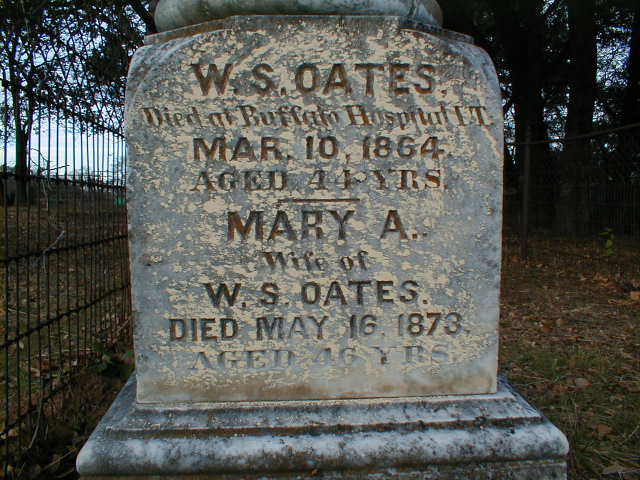 W. S. OATES.
Died at Buffalo Hospital I.T.
MAR. 10, 1864.
AGED 44 YRS.
MARY A.,
Wife of
W. S. OATES.
DIED MAY 16, 1873.
AGED 46 YRS.